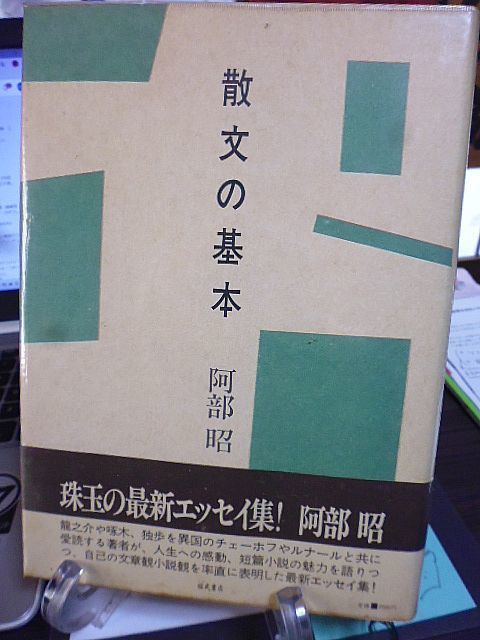 散文の基本
阿部 昭
珠玉の最新エッセイ集! 阿部 昭
龍之介や啄木、独歩を異国のチェーホフやルナールと共に
愛読する著者が、人生への感動、短篇小説の魅力を語りつ
つ、自己の文章観小説観を率直に表明した最新エッセイ集!
福武書店